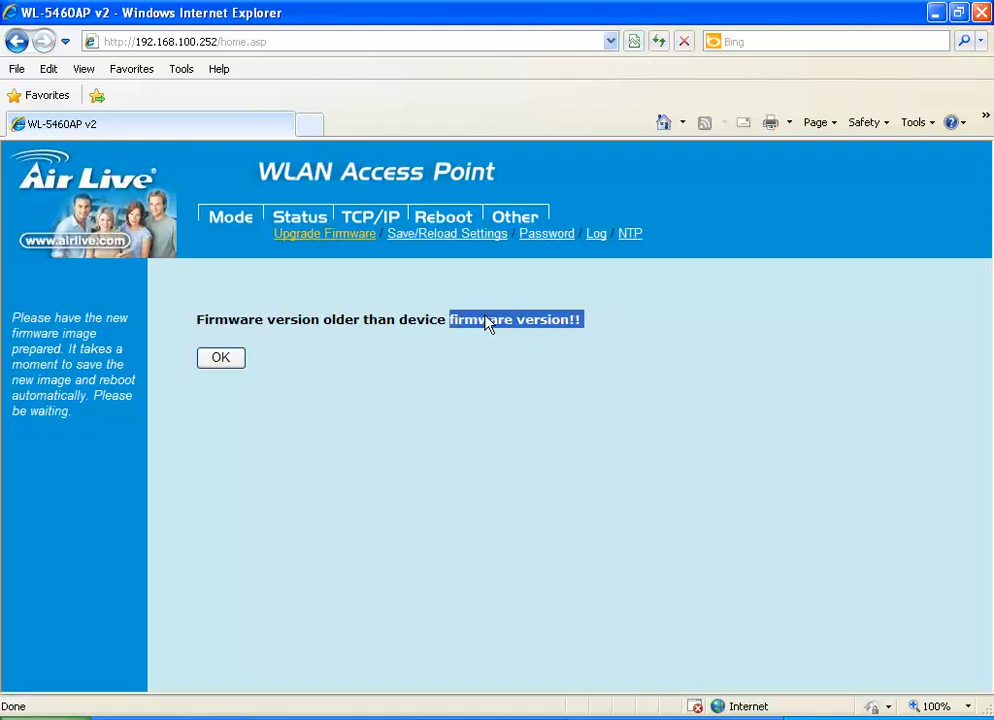 WL-5460AP v2 - Windows Internet Explorer
http://192.168.100.252/home.asp
Bing
File Edit View Favorites Tools Help
Favorites
WL-5460AP v2
Page Safety Tools »
Air Live®
www.airlive.com
WLAN Access Point
Mode Status TCP/IP Reboot Other
Upgrade Firmware / Save/Reload Settings / Password / Log / NTP
Please have the new
firmware image
prepared. It takes a
moment to save the
new image and reboot
automatically. Please
be waiting.
Firmware version older than device firmware version!!
OK
Done
Internet
100%